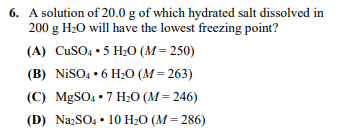 6. A solution of 20.0 g of which hydrated salt dissolved in
200 g H₂O will have the lowest freezing point?
(A) CuSO₄ • 5 H₂O (M = 250)
(B) NiSO₄ • 6 H₂O (M = 263)
(C) MgSO₄ • 7 H₂O (M = 246)
(D) Na₂SO₄ • 10 H₂O (M = 286)